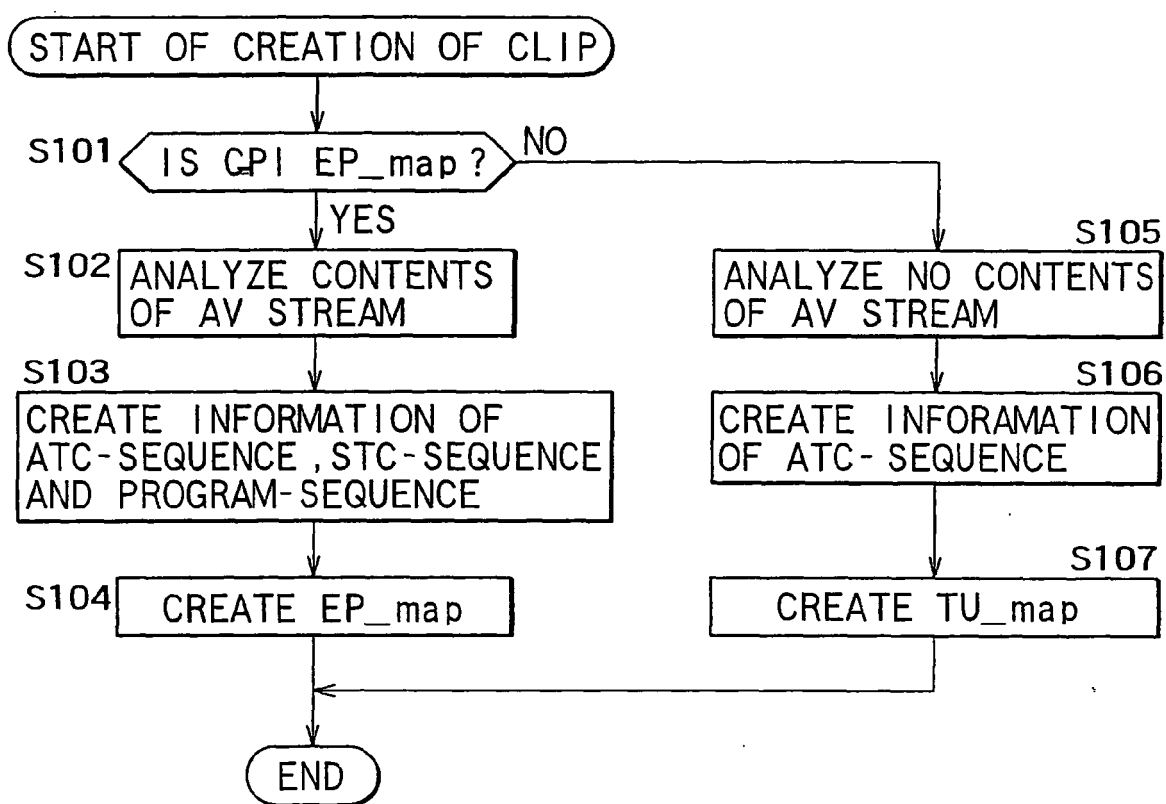 START OF CREATION OF CLIP
S101
IS CPI EP_map?
NO
YES
S102
ANALYZE CONTENTS
OF AV STREAM
S103
CREATE INFORMATION OF
ATC-SEQUENCE, STC-SEQUENCE
AND PROGRAM-SEQUENCE
S104
CREATE EP_map
S105
ANALYZE NO CONTENTS
OF AV STREAM
S106
CREATE INFORAMATION
OF ATC-SEQUENCE
S107
CREATE TU_map
END